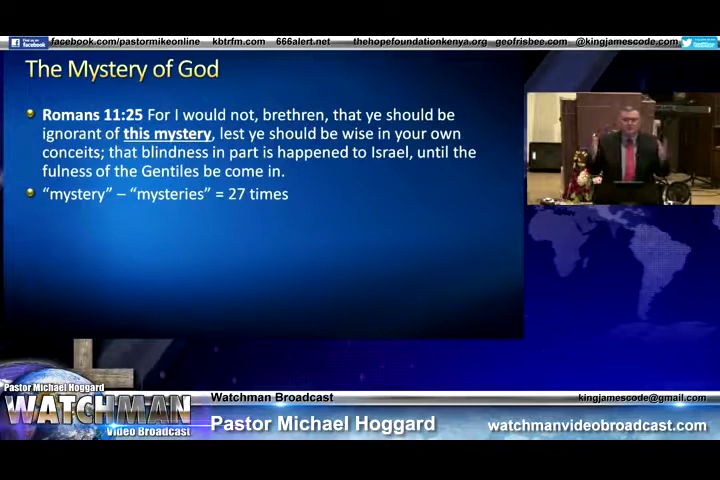 Find us on facebook facebook.com/pastormikeonline kbtrfm.com 666alert.net thehopefoundationkenya.org geofrisbee.com @kingjamescode.com
The Mystery of God
Romans 11:25 For I would not, brethren, that ye should be
ignorant of this mystery, lest ye should be wise in your own
conceits; that blindness in part is happened to Israel, until the
fulness of the Gentiles be come in.
“mystery” – “mysteries” = 27 times
Pastor Michael Hoggard
WATCHMAN
Video Broadcast
Watchman Broadcast
kingjamescode@gmail.com
Pastor Michael Hoggard
watchmanvideobroadcast.com